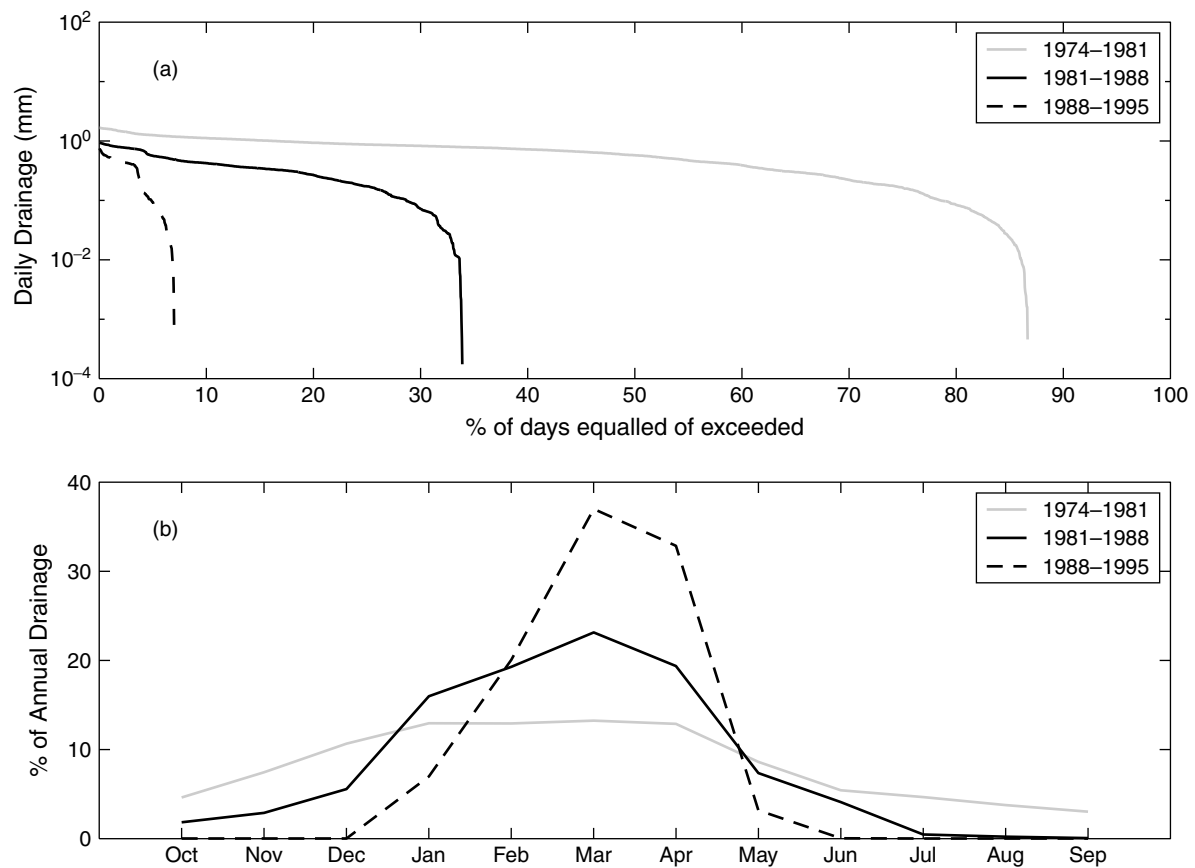 10²
10⁰
10⁻²
10⁻⁴
Daily Drainage (mm)
(a)
1974–1981
1981–1988
1988–1995
0 10 20 30 40 50 60 70 80 90 100
% of days equalled of exceeded
40
30
20
10
0
% of Annual Drainage
(b)
1974–1981
1981–1988
1988–1995
Oct Nov Dec Jan Feb Mar Apr May Jun Jul Aug Sep